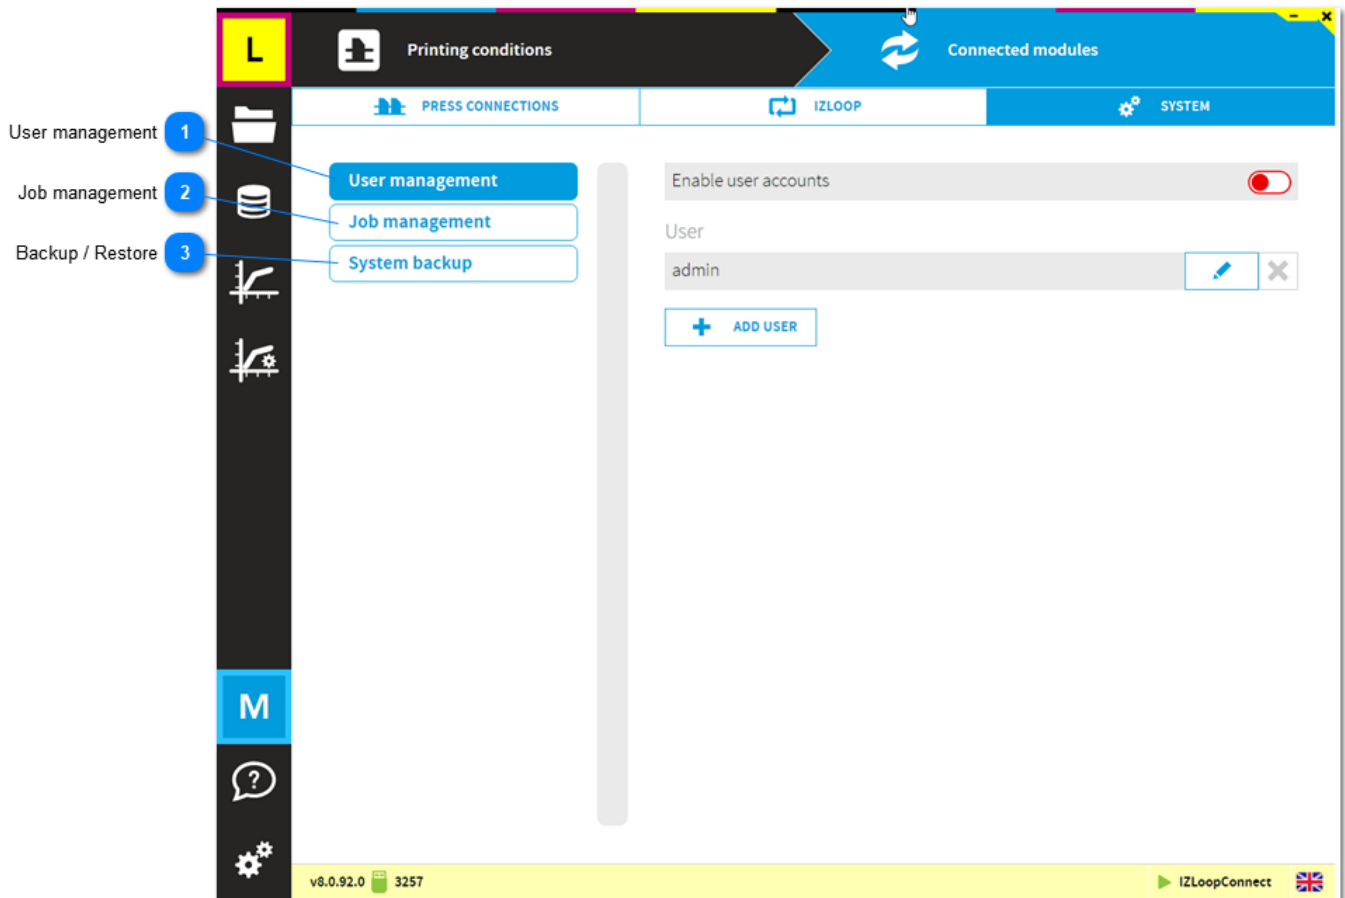 L
Printing conditions
Connected modules
PRESS CONNECTIONS
IZLOOP
SYSTEM
User management 1
Job management 2
Backup / Restore 3
User management
Job management
System backup
Enable user accounts
User
admin
ADD USER
M
?
v8.0.92.0 3257
IZLoopConnect